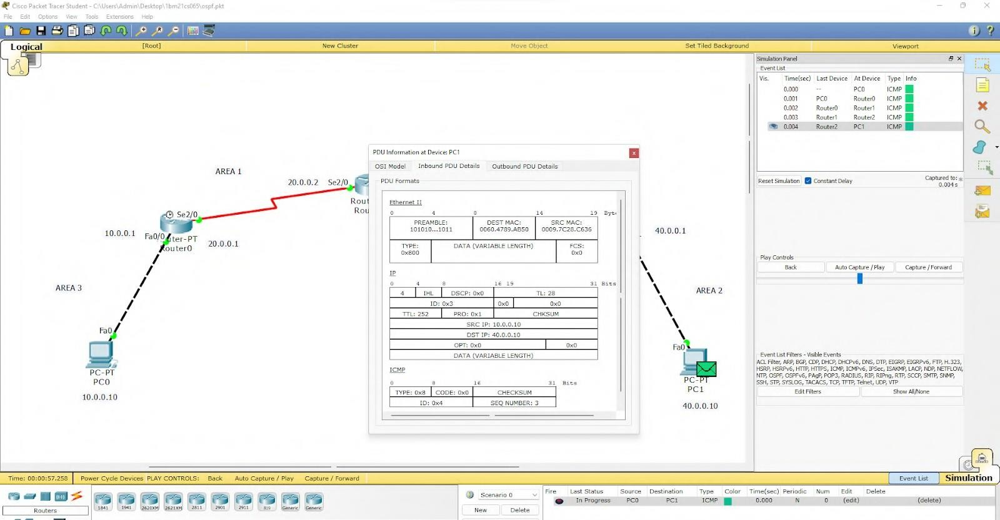 Cisco Packet Tracer Student - C:\Users\Admin\Desktop\1bm21cs065\ospf.pkt
File Edit Options View Tools Extensions Help
Logical [Root] New Cluster Move Object Set Tiled Background Viewport
AREA 1
20.0.0.2 Se2/0
Rout
Rou
Se2/0
10.0.0.1
Fa0/0
uter-PT
Router0
20.0.0.1
AREA 3
Fa0
PC-PT
PC0
10.0.0.10
40.0.0.1
AREA 2
Fa0
PC-PT
PC1
40.0.0.10
PDU Information at Device: PC1
OSI Model Inbound PDU Details Outbound PDU Details
PDU Formats
Ethernet II
0 4 8 14 19 Byt
PREAMBLE: 101010...1011 DEST MAC: 0060.4789.AB50 SRC MAC: 0009.7C28.C636
TYPE: 0x800 DATA (VARIABLE LENGTH) FCS: 0x0
IP
0 4 8 16 19 31 Bits
4 IHL DSCP: 0x0 TL: 28
ID: 0x3 0x0 0x0
TTL: 252 PRO: 0x1 CHKSUM
SRC IP: 10.0.0.10
DST IP: 40.0.0.10
OPT: 0x0 0x0
DATA (VARIABLE LENGTH)
ICMP
0 8 16 31 Bits
TYPE: 0x8 CODE: 0x0 CHECKSUM
ID: 0x4 SEQ NUMBER: 3
Simulation Panel
Event List
Vis. Time(sec) Last Device At Device Type Info
0.000 -- PC0 ICMP
0.001 PC0 Router0 ICMP
0.002 Router0 Router1 ICMP
0.003 Router1 Router2 ICMP
0.004 Router2 PC1 ICMP
Reset Simulation Constant Delay Captured to: *
0.004 s
Play Controls
Back Auto Capture / Play Capture / Forward
Event List Filters - Visible Events
ACL Filter, ARP, BGP, CDP, DHCP, DHCPv6, DNS, DTP, EIGRP, EIGRPv6, FTP, H.323,
HSRP, HSRPv6, HTTP, HTTPS, ICMP, ICMPv6, IPSec, ISAKMP, LACP, NDP, NETFLOW,
NTP, OSPF, OSPFv6, PAgP, POP3, RADIUS, RIP, RIPng, RTP, SCCP, SMTP, SNMP,
SSH, STP, SYSLOG, TACACS, TCP, TFTP, Telnet, UDP, VTP
Edit Filters Show All/None
Time: 00:00:57.258 Power Cycle Devices PLAY CONTROLS: Back Auto Capture / Play Capture / Forward Event List Simulation
Routers
1841 1941 2620XM 2621XM 2811 2901 2911 819 Generic Generic
Scenario 0
New Delete
Fire Last Status Source Destination Type Color Time(sec) Periodic Num Edit Delete
In Progress PC0 PC1 ICMP 0.000 N 0 (edit) (delete)